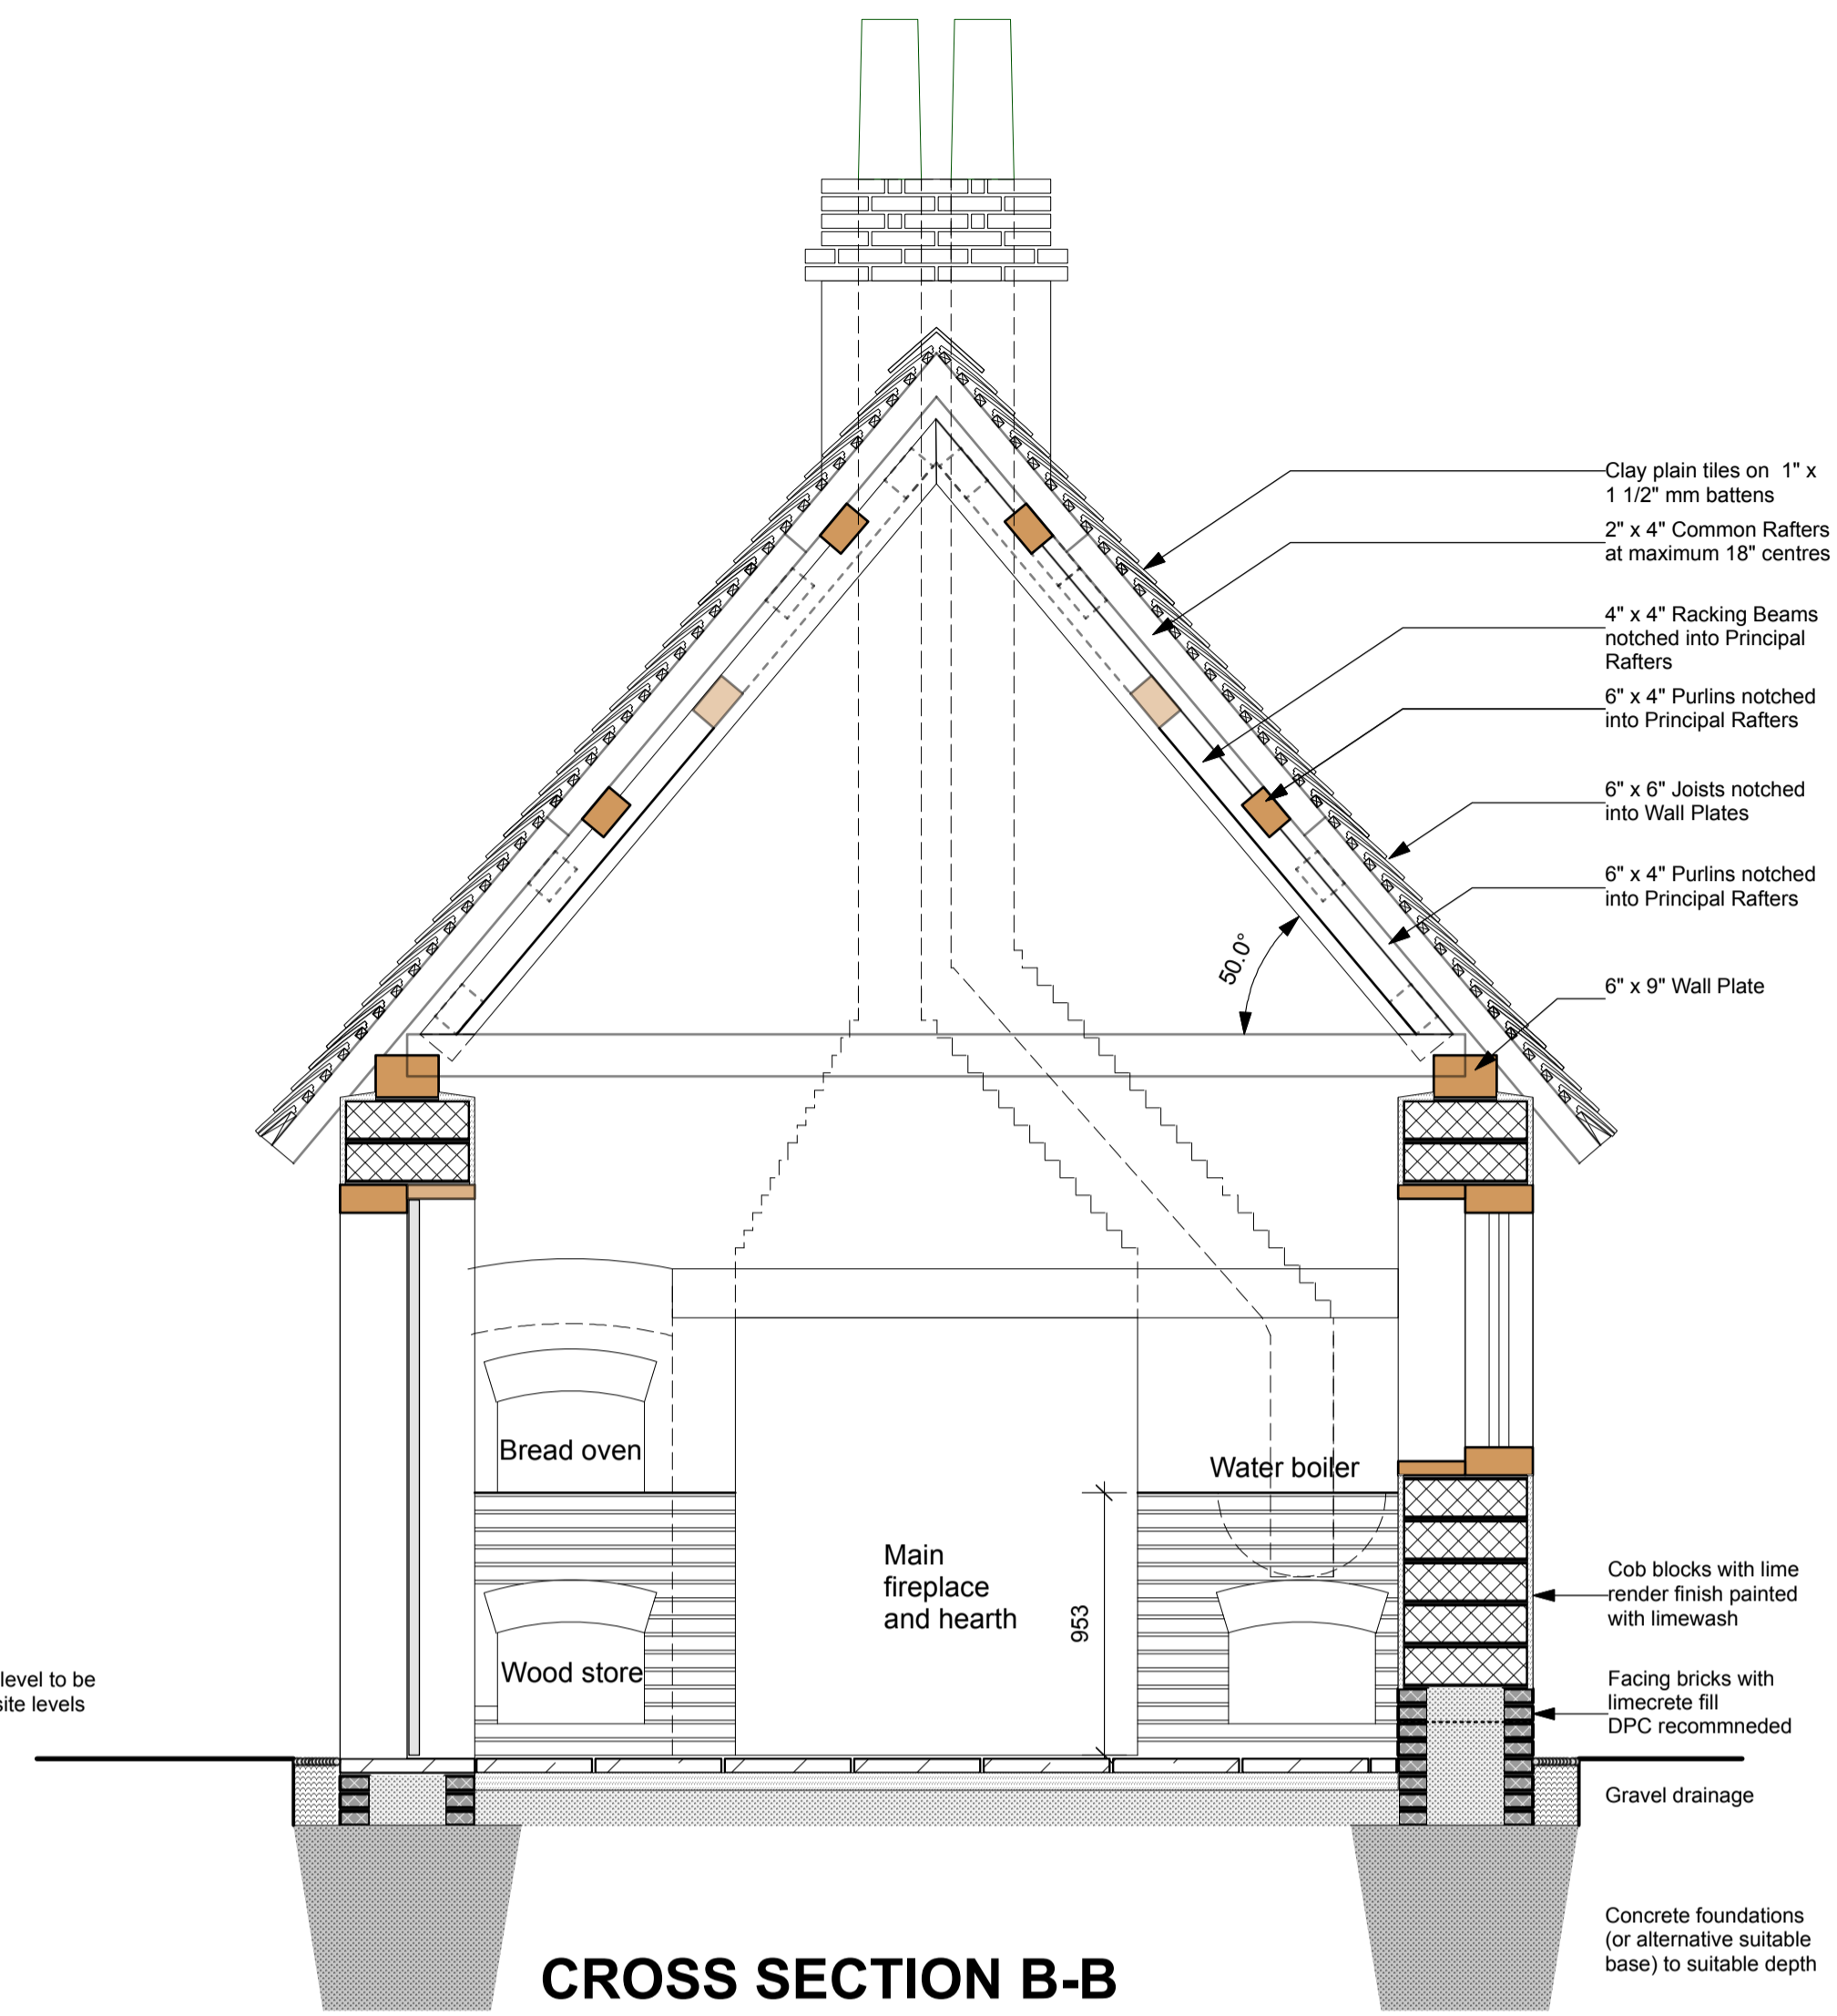 Clay plain tiles on 1" x
1 1/2" mm battens
2" x 4" Common Rafters
at maximum 18" centres
4" x 4" Racking Beams
notched into Principal
Rafters
6" x 4" Purlins notched
into Principal Rafters
6" x 6" Joists notched
into Wall Plates
6" x 4" Purlins notched
into Principal Rafters
50.0°
6" x 9" Wall Plate
Bread oven
Water boiler
Main
fireplace
and hearth
953
Wood store
Cob blocks with lime
render finish painted
with limewash
level to be
site levels
Facing bricks with
limecrete fill
DPC recommneded
Gravel drainage
Concrete foundations
(or alternative suitable
base) to suitable depth
CROSS SECTION B-B